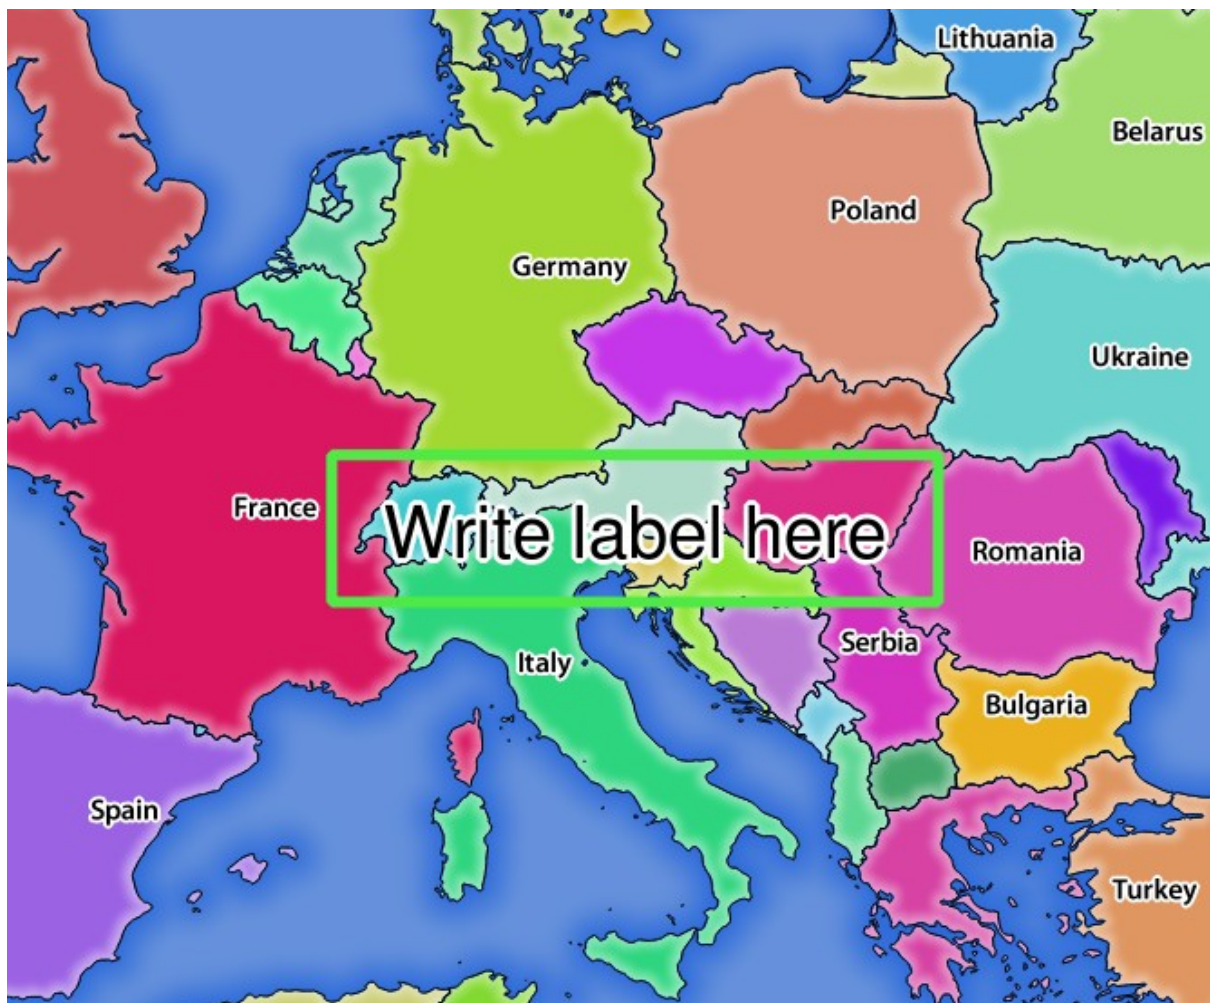 Lithuania
Belarus
Poland
Germany
Ukraine
France
Write label here
Romania
Serbia
Italy
Bulgaria
Spain
Turkey